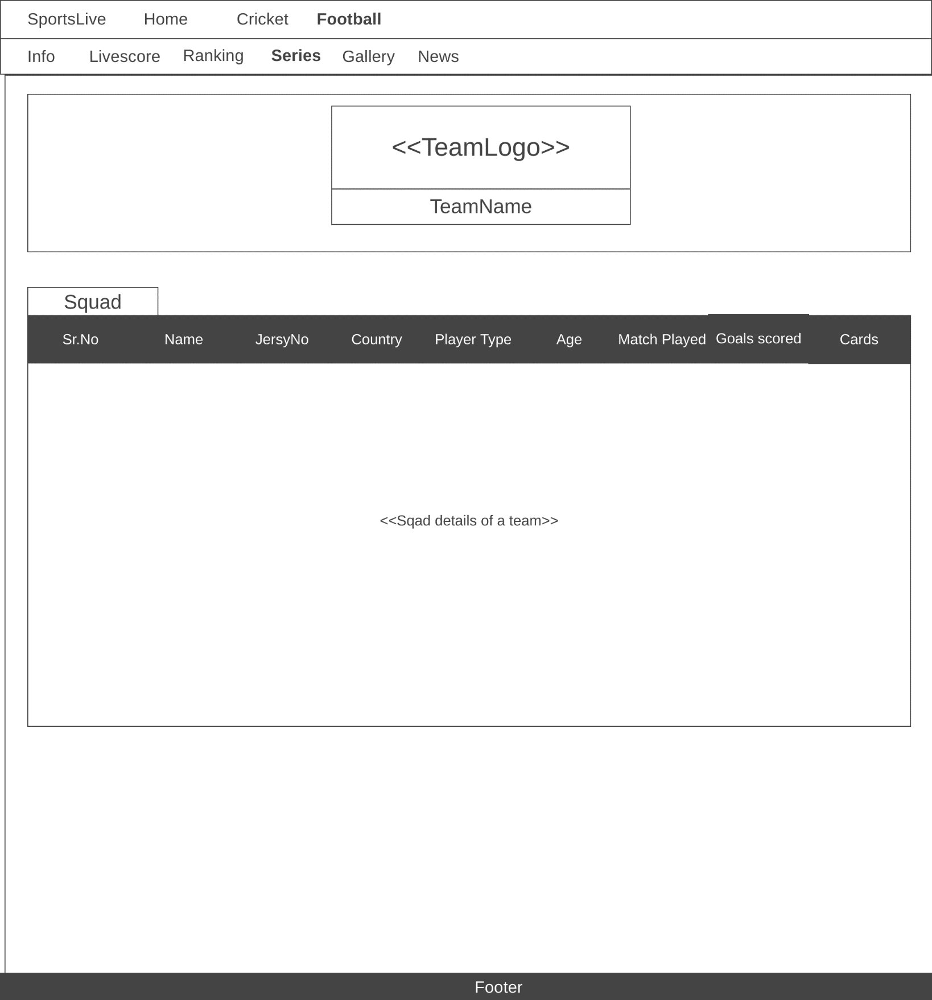 SportsLive Home Cricket Football
Info Livescore Ranking Series Gallery News
<<TeamLogo>>
TeamName
Squad
Sr.No Name JersyNo Country Player Type Age Match Played Goals scored Cards
<<Sqad details of a team>>
Footer